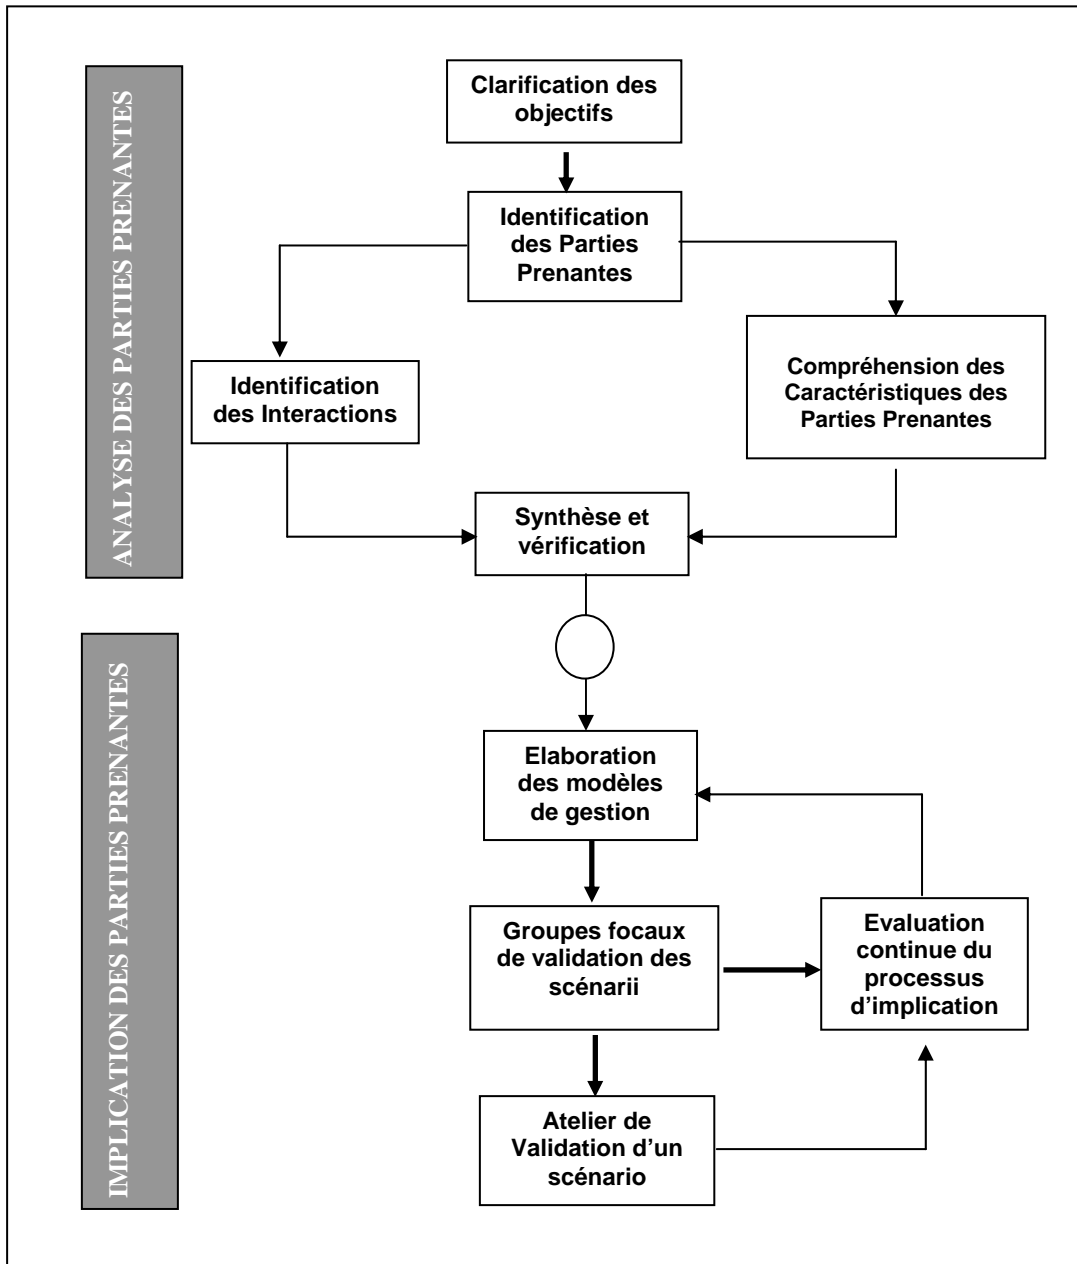 ANALYSE DES PARTIES PRENANTES
Clarification des
objectifs
Identification
des Parties
Prenantes
Identification
des Interactions
Compréhension des
Caractéristiques des
Parties Prenantes
Synthèse et
vérification
IMPLICATION DES PARTIES PRENANTES
Elaboration
des modèles
de gestion
Groupes focaux
de validation des
scénarii
Evaluation
continue du
processus
d’implication
Atelier de
Validation d’un
scénario